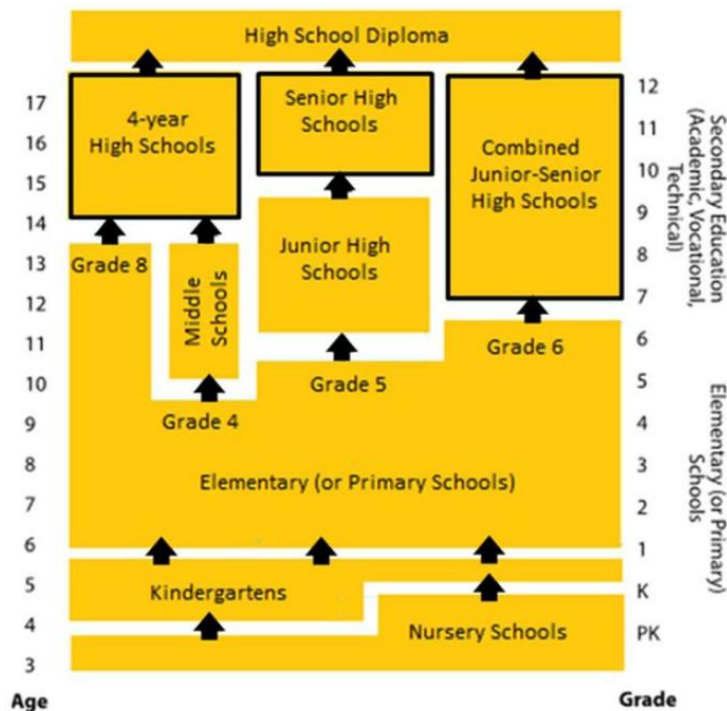 High School Diploma
17
16
15
14
13
12
11
10
9
8
7
6
5
4
3
Age
4-year
High Schools
Senior High
Schools
Combined
Junior-Senior
High Schools
Grade 8
Middle
Schools
Junior High
Schools
Grade 6
Grade 5
Grade 4
Elementary (or Primary Schools)
Kindergartens
Nursery Schools
12
11
10
9
8
7
6
5
4
3
2
1
K
PK
Grade
Secondary Education
(Academic, Vocational,
Technical)
Elementary (or Primary)
Schools